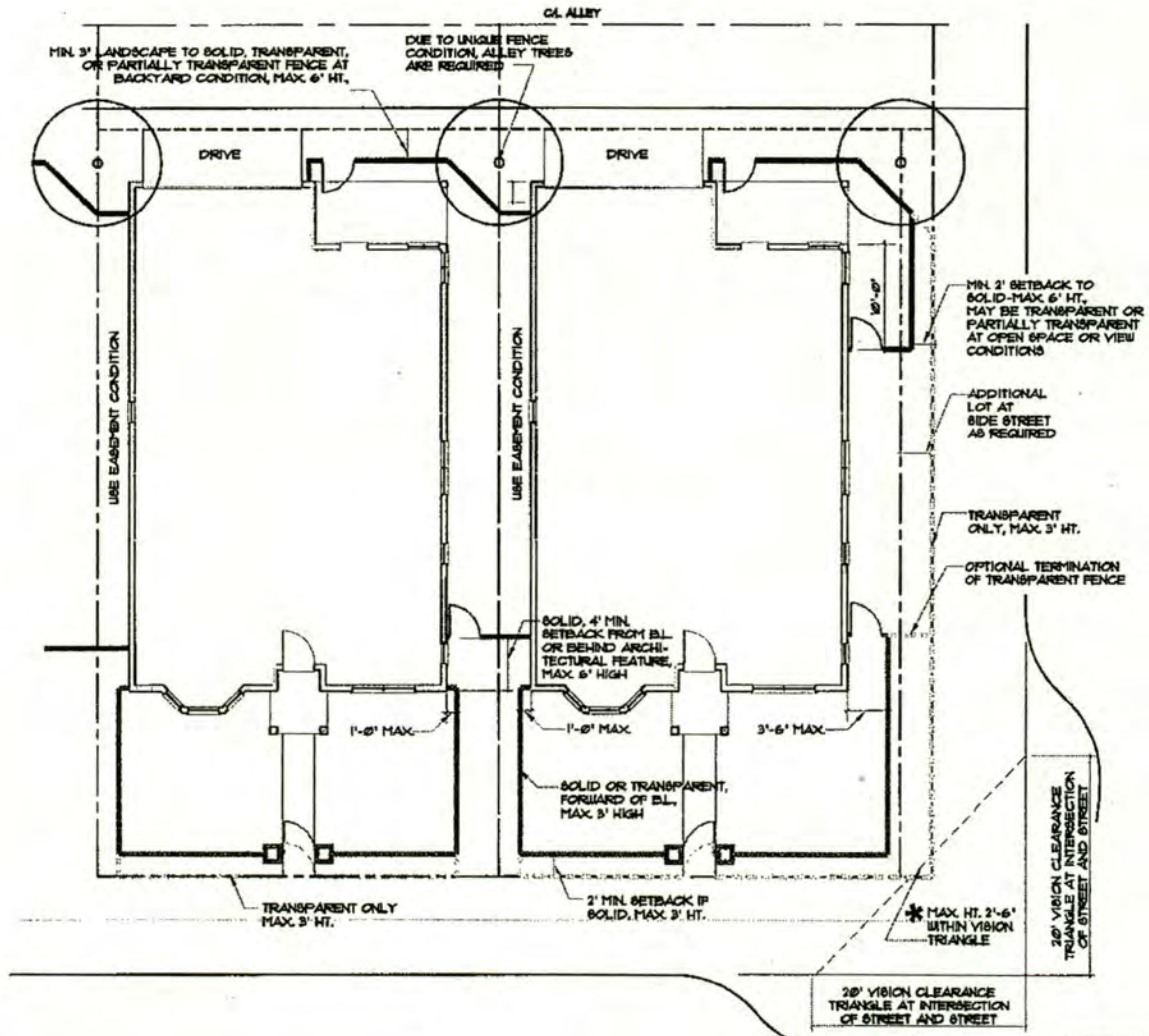 C/L ALLEY
MIN. 3' LANDSCAPE TO SOLID, TRANSPARENT,
OR PARTIALLY TRANSPARENT FENCE AT
BACKYARD CONDITION, MAX. 6' HT.,
DUE TO UNIQUE FENCE
CONDITION, ALLEY TREES
ARE REQUIRED
DRIVE
DRIVE
MIN. 2' SETBACK TO
SOLID-MAX. 6' HT.,
MAY BE TRANSPARENT OR
PARTIALLY TRANSPARENT
AT OPEN SPACE OR VIEW
CONDITIONS
10'-0"
USE EASEMENT CONDITION
USE EASEMENT CONDITION
ADDITIONAL
LOT AT
SIDE STREET
AS REQUIRED
TRANSPARENT
ONLY, MAX. 3' HT.
OPTIONAL TERMINATION
OF TRANSPARENT FENCE
SOLID, 4' MIN.
SETBACK FROM B.L.
OR BEHIND ARCHI-
TECTURAL FEATURE,
MAX. 6' HIGH
1'-0" MAX.
1'-0" MAX.
3'-6" MAX.
SOLID OR TRANSPARENT,
FORWARD OF B.L.,
MAX. 3' HIGH
TRANSPARENT ONLY
MAX. 3' HT.
2' MIN. SETBACK IF
SOLID, MAX. 3' HT.
* MAX. HT. 2'-6"
WITHIN VISION
TRIANGLE
20' VISION CLEARANCE
TRIANGLE AT INTERSECTION
OF STREET AND STREET
20' VISION CLEARANCE
TRIANGLE AT INTERSECTION
OF STREET AND STREET